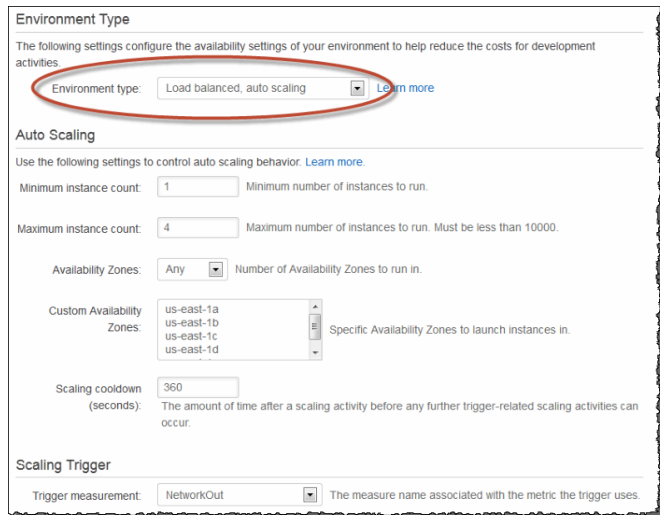 Environment Type
The following settings configure the availability settings of your environment to help reduce the costs for development
activities.
Environment type: Load balanced, auto scaling Learn more
Auto Scaling
Use the following settings to control auto scaling behavior. Learn more.
Minimum instance count: 1 Minimum number of instances to run.
Maximum instance count: 4 Maximum number of instances to run. Must be less than 10000.
Availability Zones: Any Number of Availability Zones to run in.
Custom Availability Zones:
us-east-1a
us-east-1b
us-east-1c
us-east-1d
Specific Availability Zones to launch instances in.
Scaling cooldown (seconds): 360
The amount of time after a scaling activity before any further trigger-related scaling activities can
occur.
Scaling Trigger
Trigger measurement: NetworkOut The measure name associated with the metric the trigger uses.